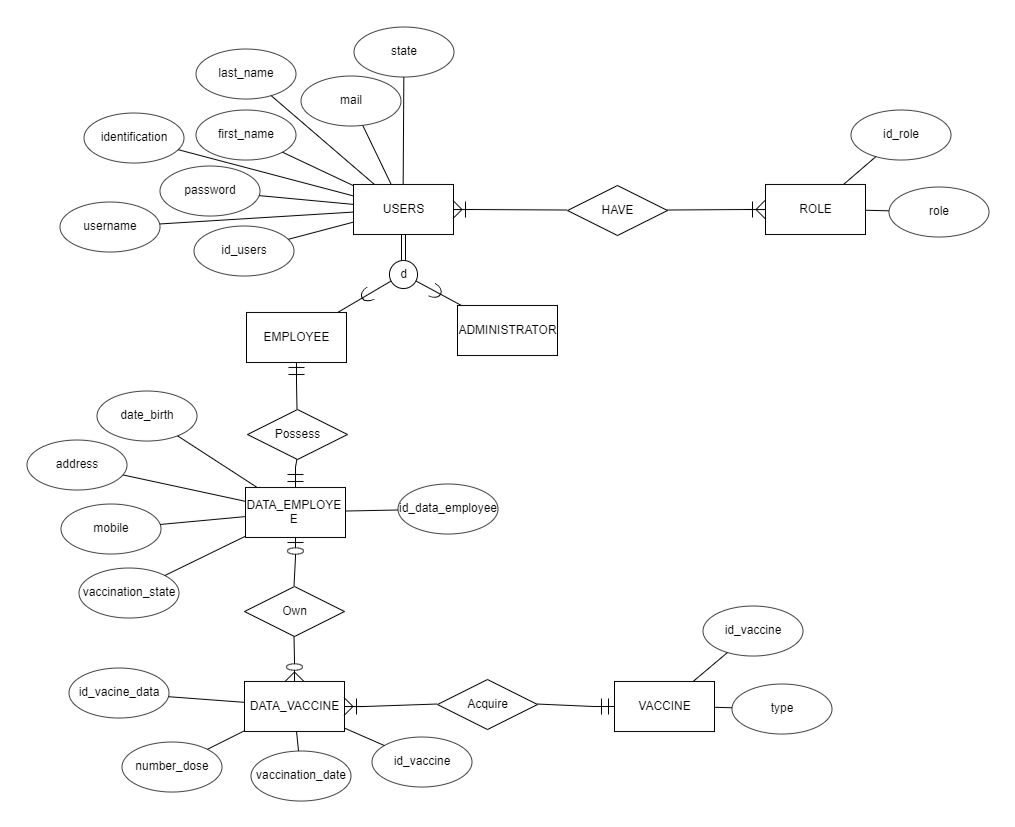 state
last_name
mail
first_name
identification
id_role
password
username
USERS
HAVE
ROLE
role
id_users
d
EMPLOYEE
ADMINISTRATOR
date_birth
Possess
address
DATA_EMPLOYE
E
id_data_employee
mobile
vaccination_state
Own
id_vaccine
id_vacine_data
DATA_VACCINE
Acquire
VACCINE
type
number_dose
vaccination_date
id_vaccine